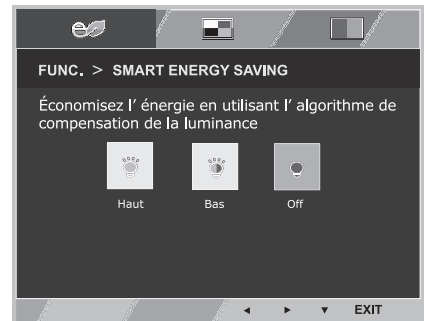 FUNC. > SMART ENERGY SAVING
Économisez l' énergie en utilisant l' algorithme de
compensation de la luminance
Haut Bas Off
EXIT